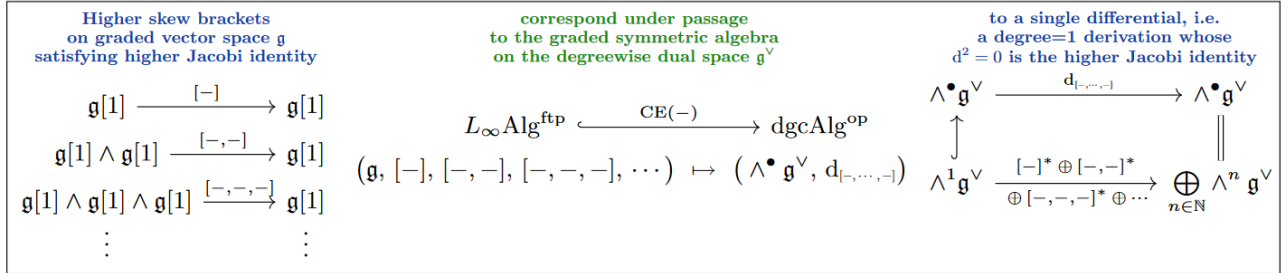 Higher skew brackets
on graded vector space 𝔤
satisfying higher Jacobi identity
𝔤[1] [−] 𝔤[1]
𝔤[1] ∧ 𝔤[1] [−,−] 𝔤[1]
𝔤[1] ∧ 𝔤[1] ∧ 𝔤[1] [−,−,−] 𝔤[1]
⋮ ⋮
correspond under passage
to the graded symmetric algebra
on the degreewise dual space 𝔤^∨
L_∞Alg^ftp CE(−) dgcAlg^op
(𝔤, [−], [−, −], [−, −, −], ⋯) ↦ (∧^• 𝔤^∨, d_[−,⋯,−])
to a single differential, i.e.
a degree=1 derivation whose
d² = 0 is the higher Jacobi identity
∧^•𝔤^∨ d_[−,⋯,−] ∧^•𝔤^∨
∧^1𝔤^∨ [−]* ⊕ [−,−]* ⊕ [−,−,−]* ⊕ ⋯ ⊕_{n∈ℕ} ∧^n 𝔤^∨